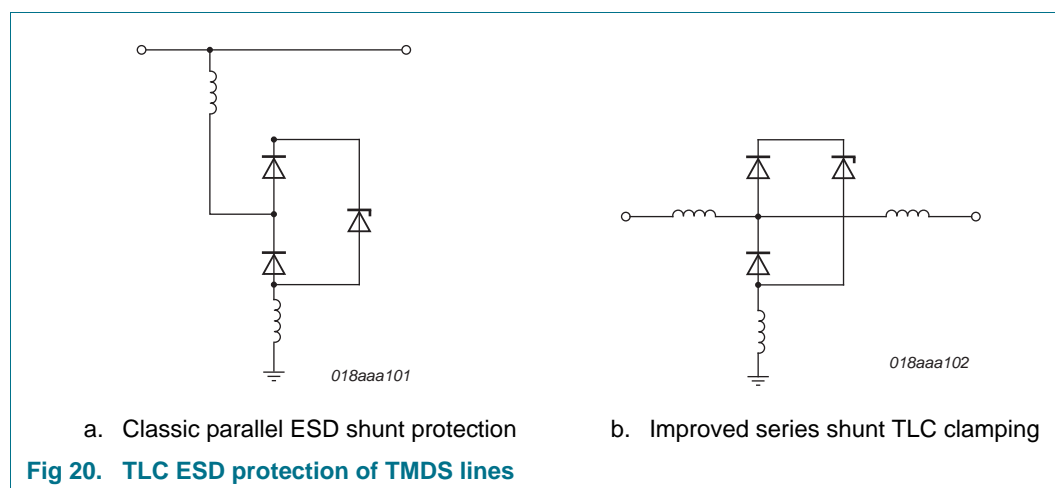 018aaa101
018aaa102
a. Classic parallel ESD shunt protection
b. Improved series shunt TLC clamping
Fig 20. TLC ESD protection of TMDS lines